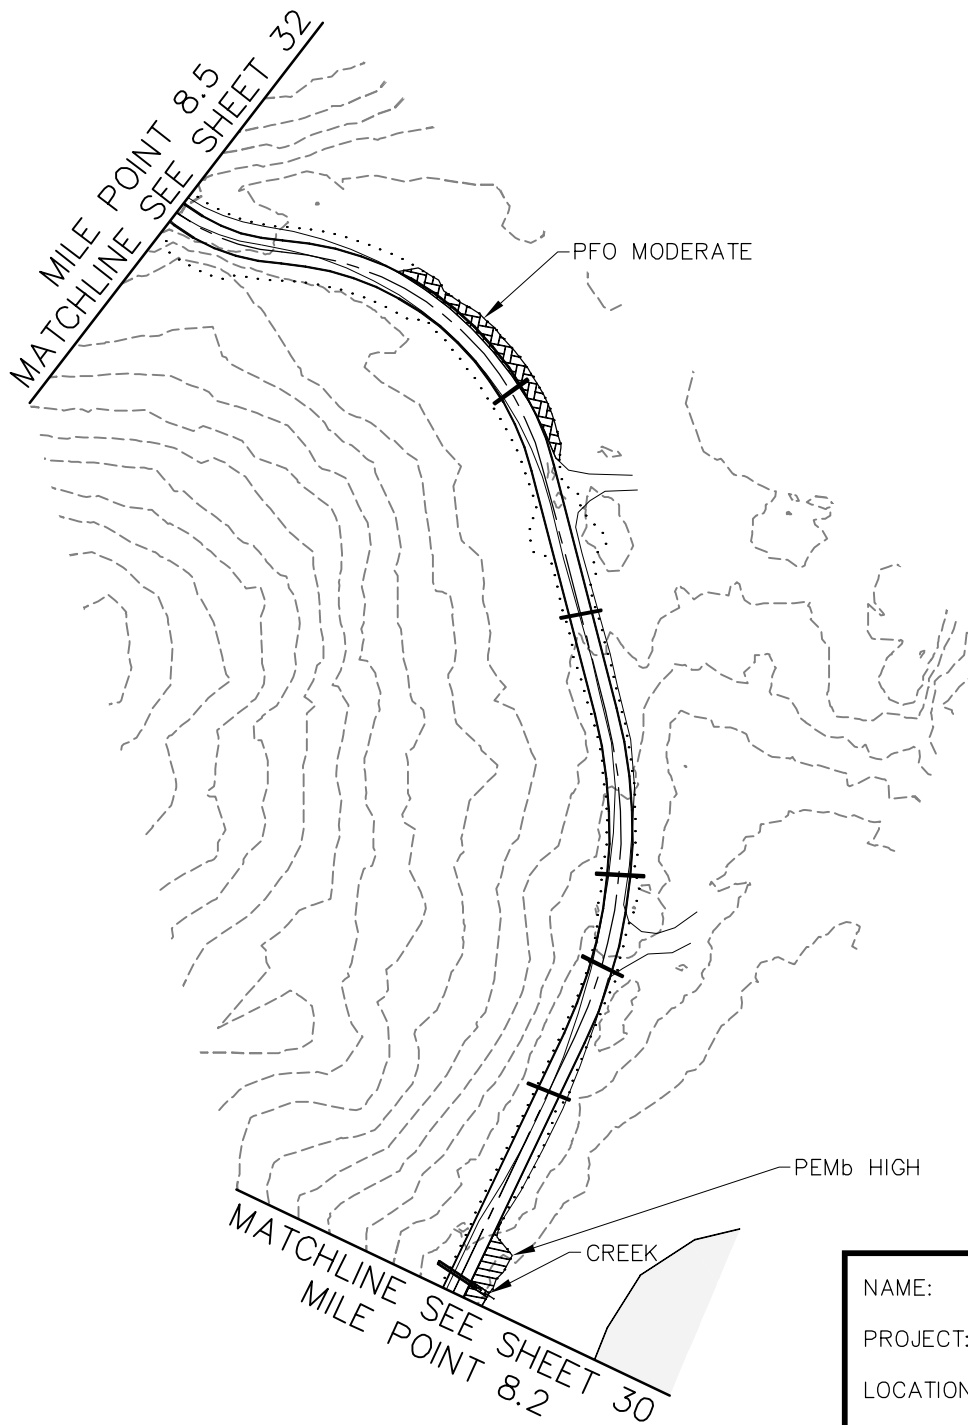 MILE POINT 8.5
MATCHLINE SEE SHEET 32
PFO MODERATE
PEMb HIGH
CREEK
MATCHLINE SEE SHEET 30
MILE POINT 8.2
NAME:
PROJECT:
LOCATION